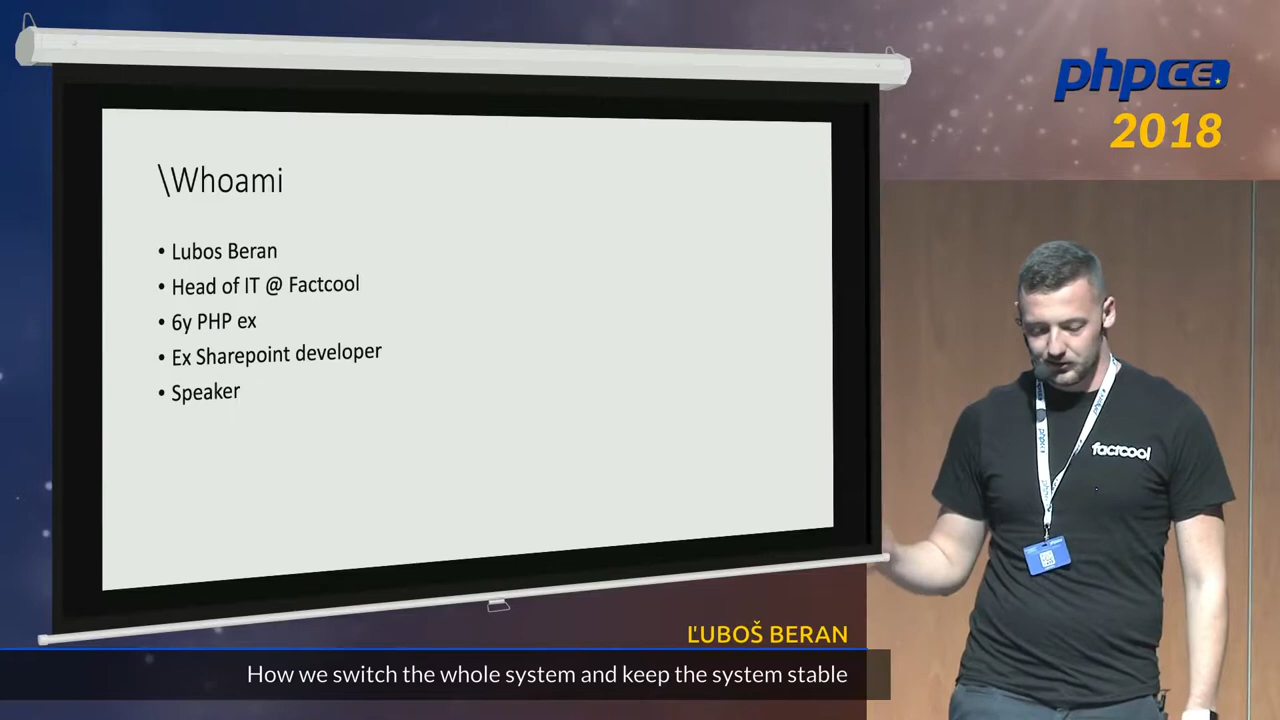 phpCE.
2018
\Whoami
• Lubos Beran
• Head of IT @ Factcool
• 6y PHP ex
• Ex Sharepoint developer
• Speaker
factcool
ĽUBOŠ BERAN
How we switch the whole system and keep the system stable